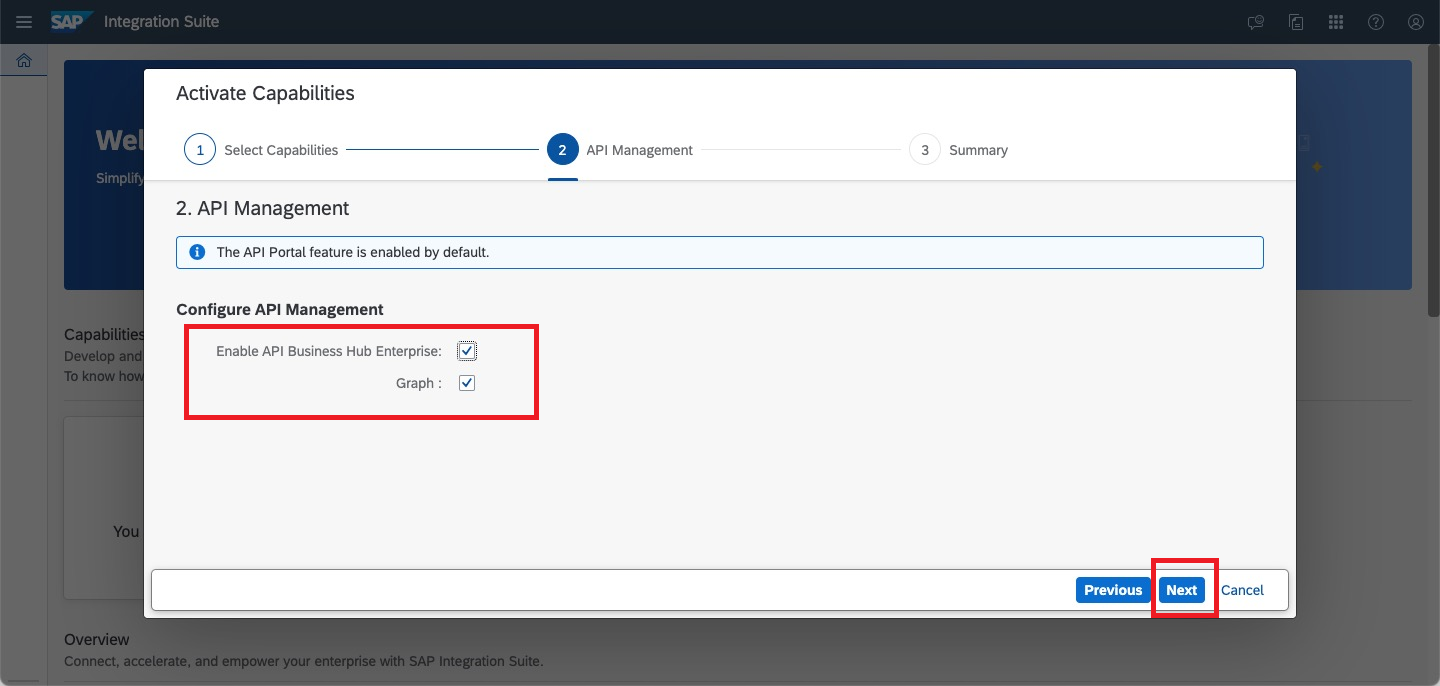 SAP Integration Suite
Wel
Simplify
Activate Capabilities
1 Select Capabilities 2 API Management 3 Summary
2. API Management
The API Portal feature is enabled by default.
Configure API Management
Enable API Business Hub Enterprise:
Graph :
Capabilities
Develop and
To know how
You
Previous Next Cancel
Overview
Connect, accelerate, and empower your enterprise with SAP Integration Suite.